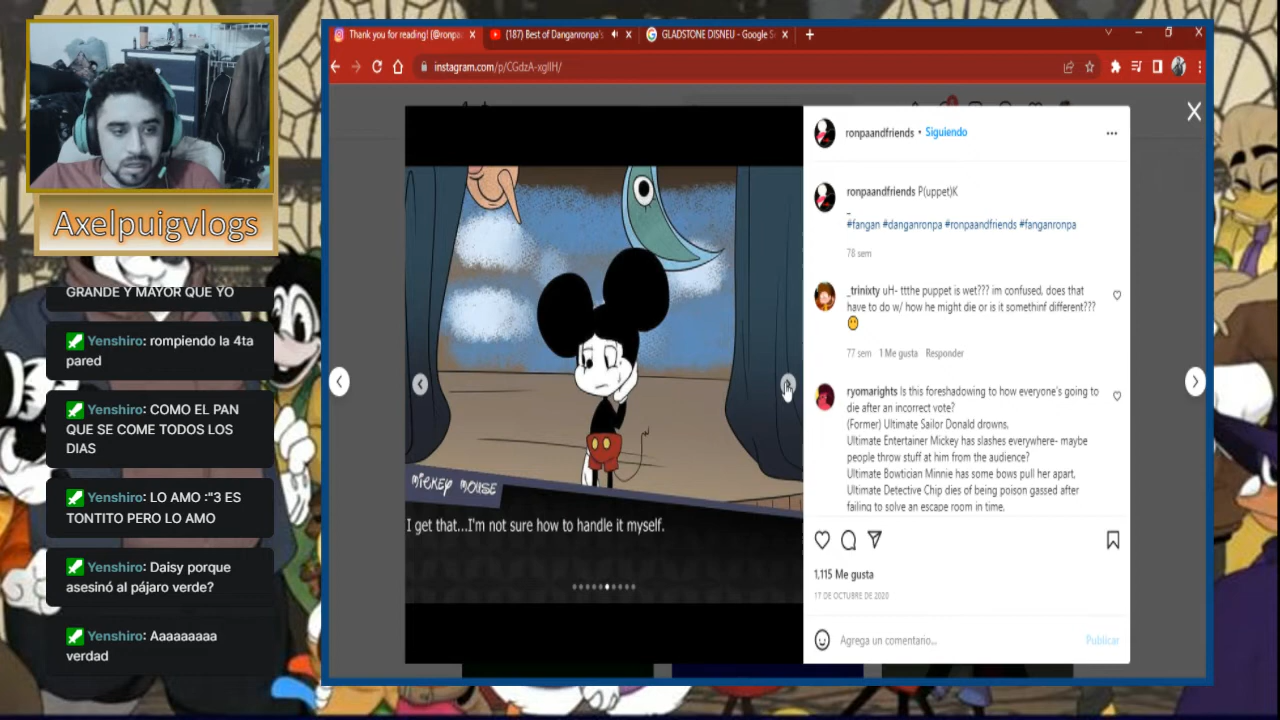 Axelpuigvlogs
GRANDE Y MAYOR QUE YO
Yenshiro: rompiendo la 4ta
pared
Yenshiro: COMO EL PAN
QUE SE COME TODOS LOS
DIAS
Yenshiro: LO AMO :"3 ES
TONTITO PERO LO AMO
Yenshiro: Daisy porque
asesinó al pájaro verde?
Yenshiro: Aaaaaaaaa
verdad
Thank you for reading! (@ronpa
(187) Best of Danganronpa's
GLADSTONE DISNEU - Google S
instagram.com/p/CGdzA-xgIIH/
MICKEY MOUSE
I get that...I'm not sure how to handle it myself.
ronpaandfriends • Siguiendo
ronpaandfriends P(uppet)K
_
#fangan #danganronpa #ronpaandfriends #fanganronpa
78 sem
_trinixty uH- ttthe puppet is wet??? im confused, does that
have to do w/ how he might die or is it somethinf different???
77 sem 1 Me gusta Responder
ryomarights Is this foreshadowing to how everyone's going to
die after an incorrect vote?
(Former) Ultimate Sailor Donald drowns,
Ultimate Entertainer Mickey has slashes everywhere- maybe
people throw stuff at him from the audience?
Ultimate Bowtician Minnie has some bows pull her apart,
Ultimate Detective Chip dies of being poison gassed after
failing to solve an escape room in time,
1,115 Me gusta
17 DE OCTUBRE DE 2020
Agrega un comentario...
Publicar